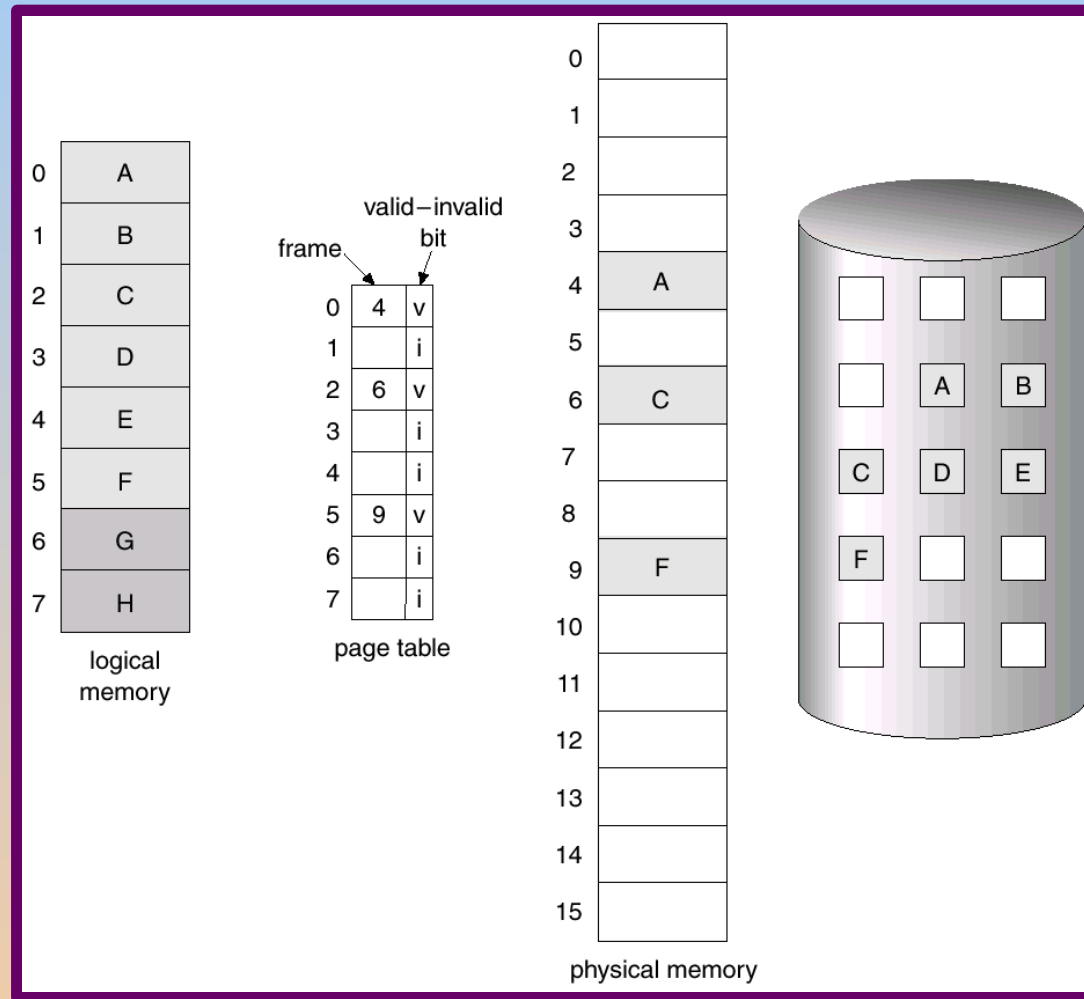 0 A
1 B
2 C
3 D
4 E
5 F
6 G
7 H
logical
memory
valid–invalid
bit
frame
0 4 v
1 i
2 6 v
3 i
4 i
5 9 v
6 i
7 i
page table
0
1
2
3
4 A
5
6 C
7
8
9 F
10
11
12
13
14
15
physical memory
A B
C D E
F